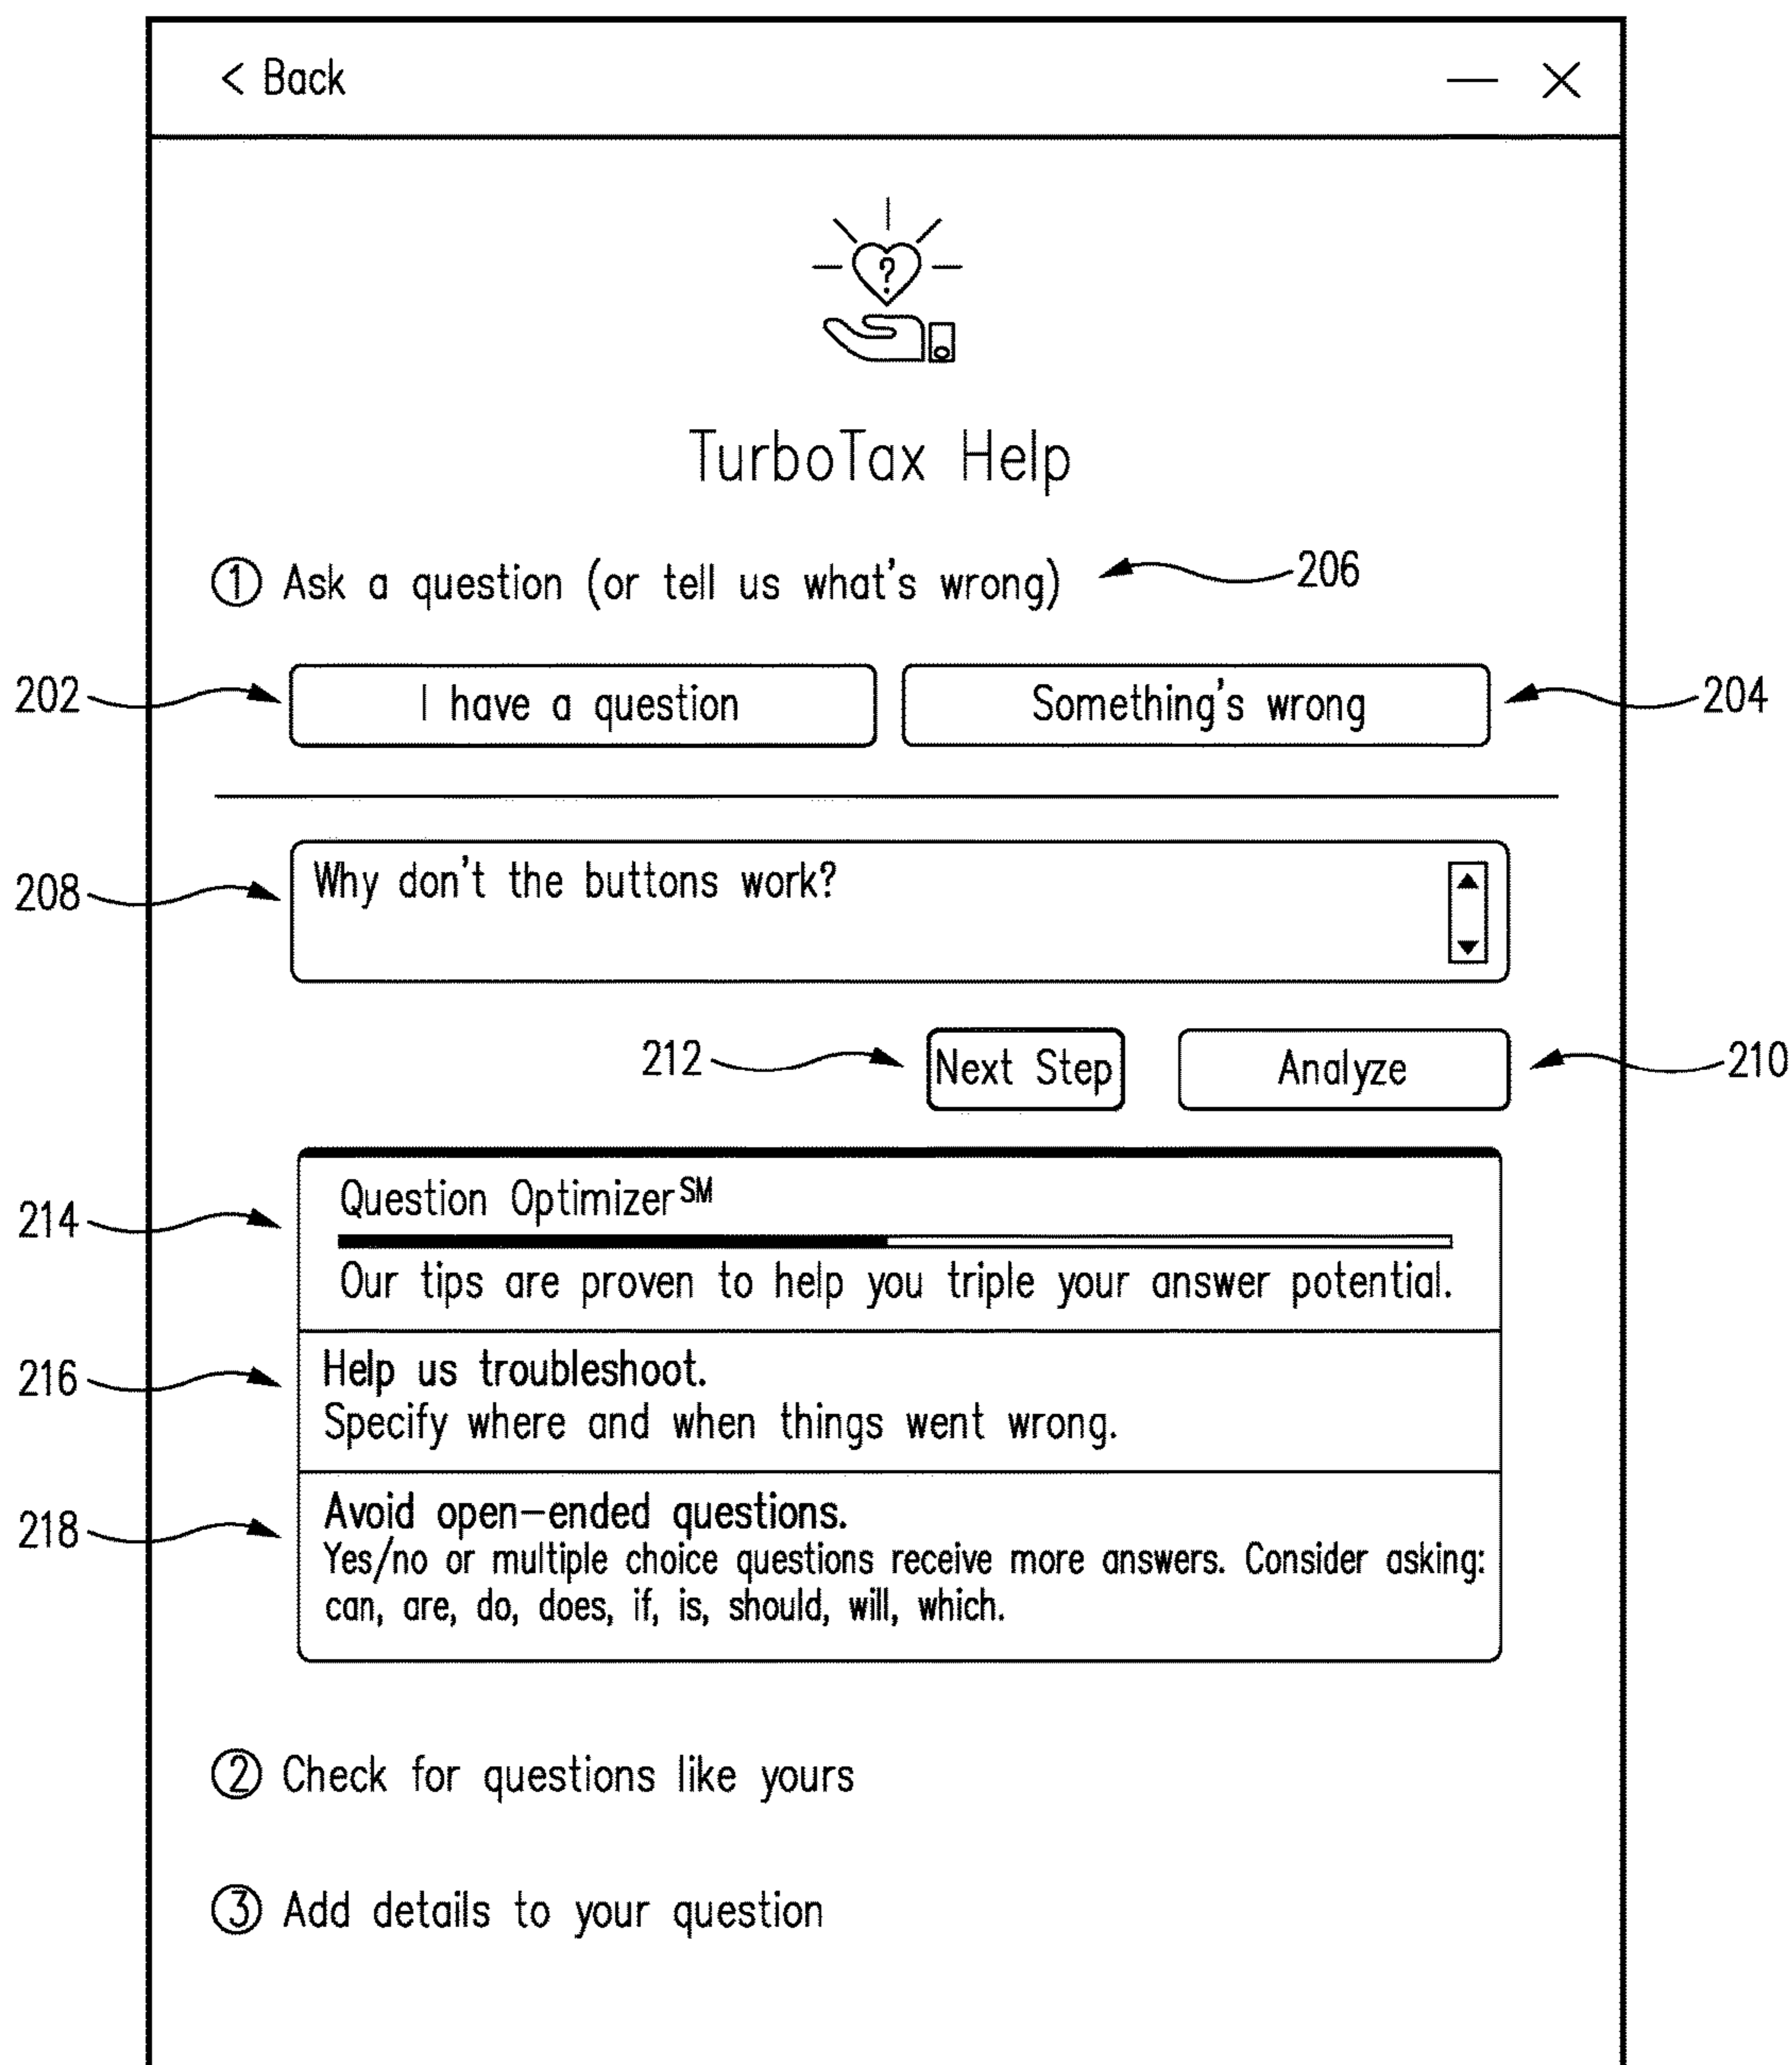 < Back
?
TurboTax Help
① Ask a question (or tell us what's wrong)
206
202
I have a question
Something's wrong
204
208
Why don't the buttons work?
212
Next Step
Analyze
210
214
Question Optimizer℠
Our tips are proven to help you triple your answer potential.
216
Help us troubleshoot.
Specify where and when things went wrong.
218
Avoid open-ended questions.
Yes/no or multiple choice questions receive more answers. Consider asking:
can, are, do, does, if, is, should, will, which.
② Check for questions like yours
③ Add details to your question